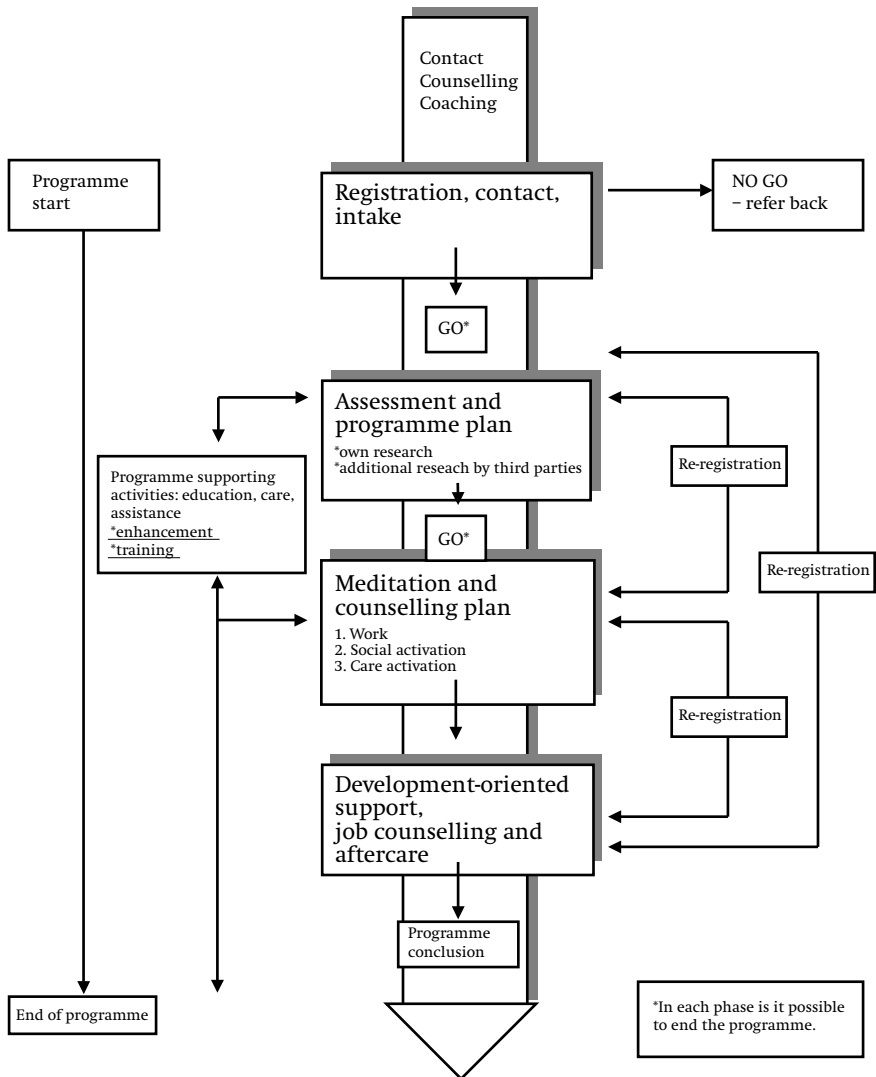 Contact
Counselling
Coaching
Programme
start
Registration, contact,
intake
NO GO
– refer back
GO*
Assessment and
programme plan
*own research
*additional reseach by third parties
Re-registration
Programme supporting
activities: education, care,
assistance
*enhancement
*training
GO*
Re-registration
Meditation and
counselling plan
1. Work
2. Social activation
3. Care activation
Re-registration
Development-oriented
support,
job counselling and
aftercare
Programme
conclusion
End of programme
*In each phase is it possible
to end the programme.